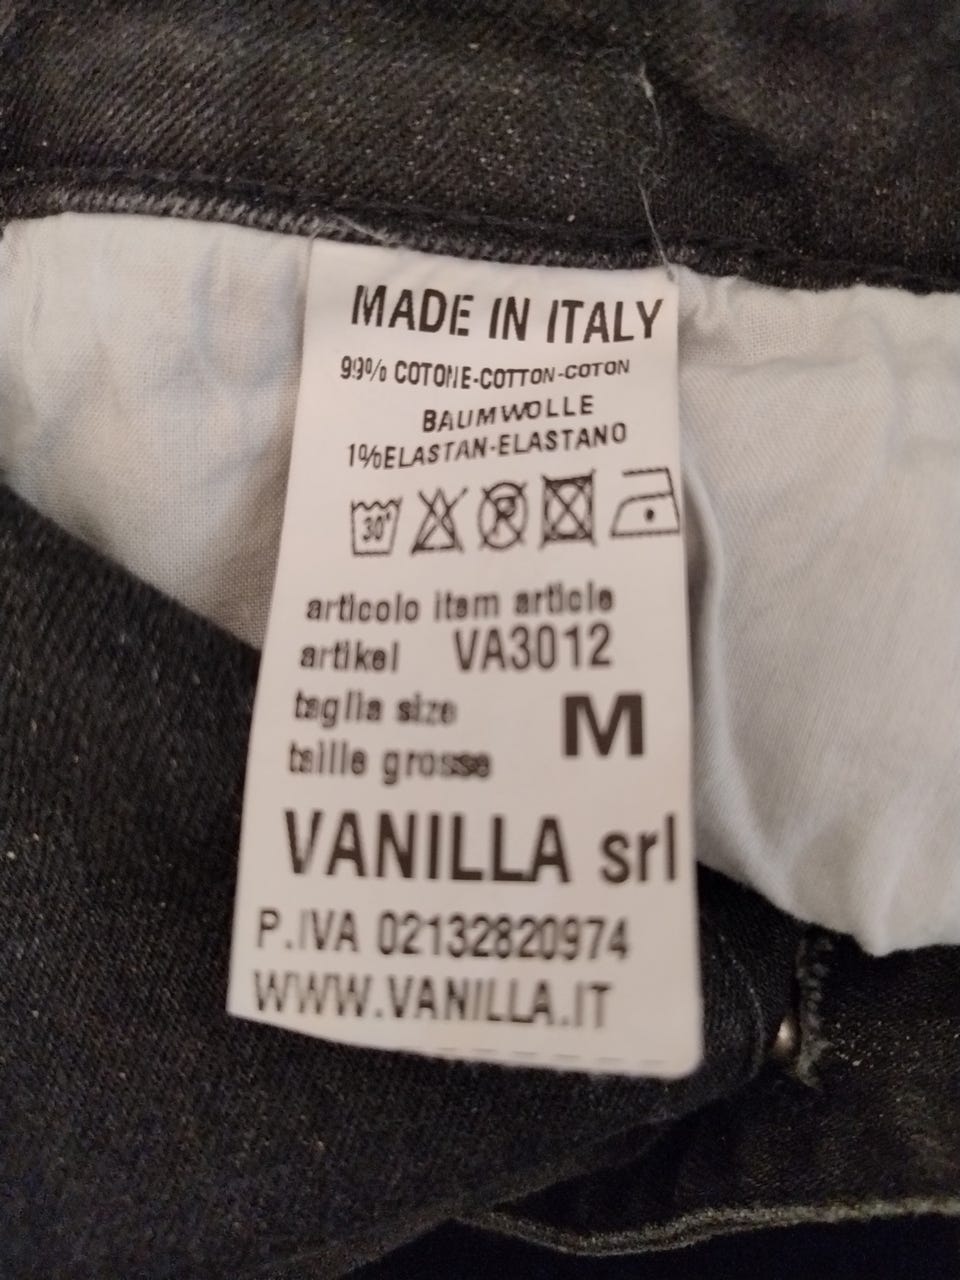 MADE IN ITALY
99% COTONE-COTTON-COTON
BAUMWOLLE
1%ELASTAN-ELASTANO
30°
P
articolo item article
artikel VA3012
taglia size M
taille grosse
VANILLA srl
P.IVA 02132820974
WWW.VANILLA.IT